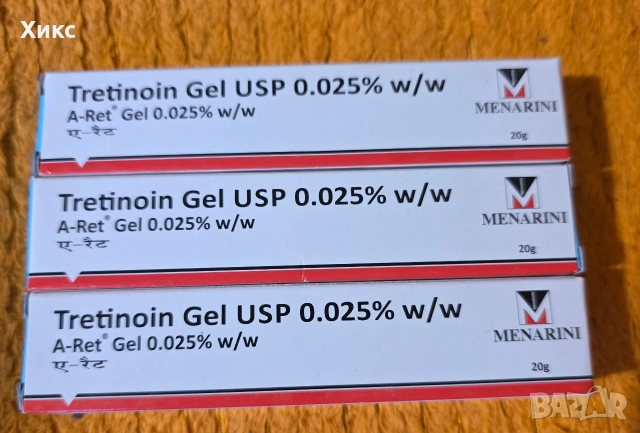 Хикс
Tretinoin Gel USP 0.025% w/w
A-Ret® Gel 0.025% w/w
ए-रैट
MENARINI
20g
Tretinoin Gel USP 0.025% w/w
A-Ret® Gel 0.025% w/w
ए-रैट
MENARINI
20g
Tretinoin Gel USP 0.025% w/w
A-Ret® Gel 0.025% w/w
ए-रैट
MENARINI
20g
BAZAR